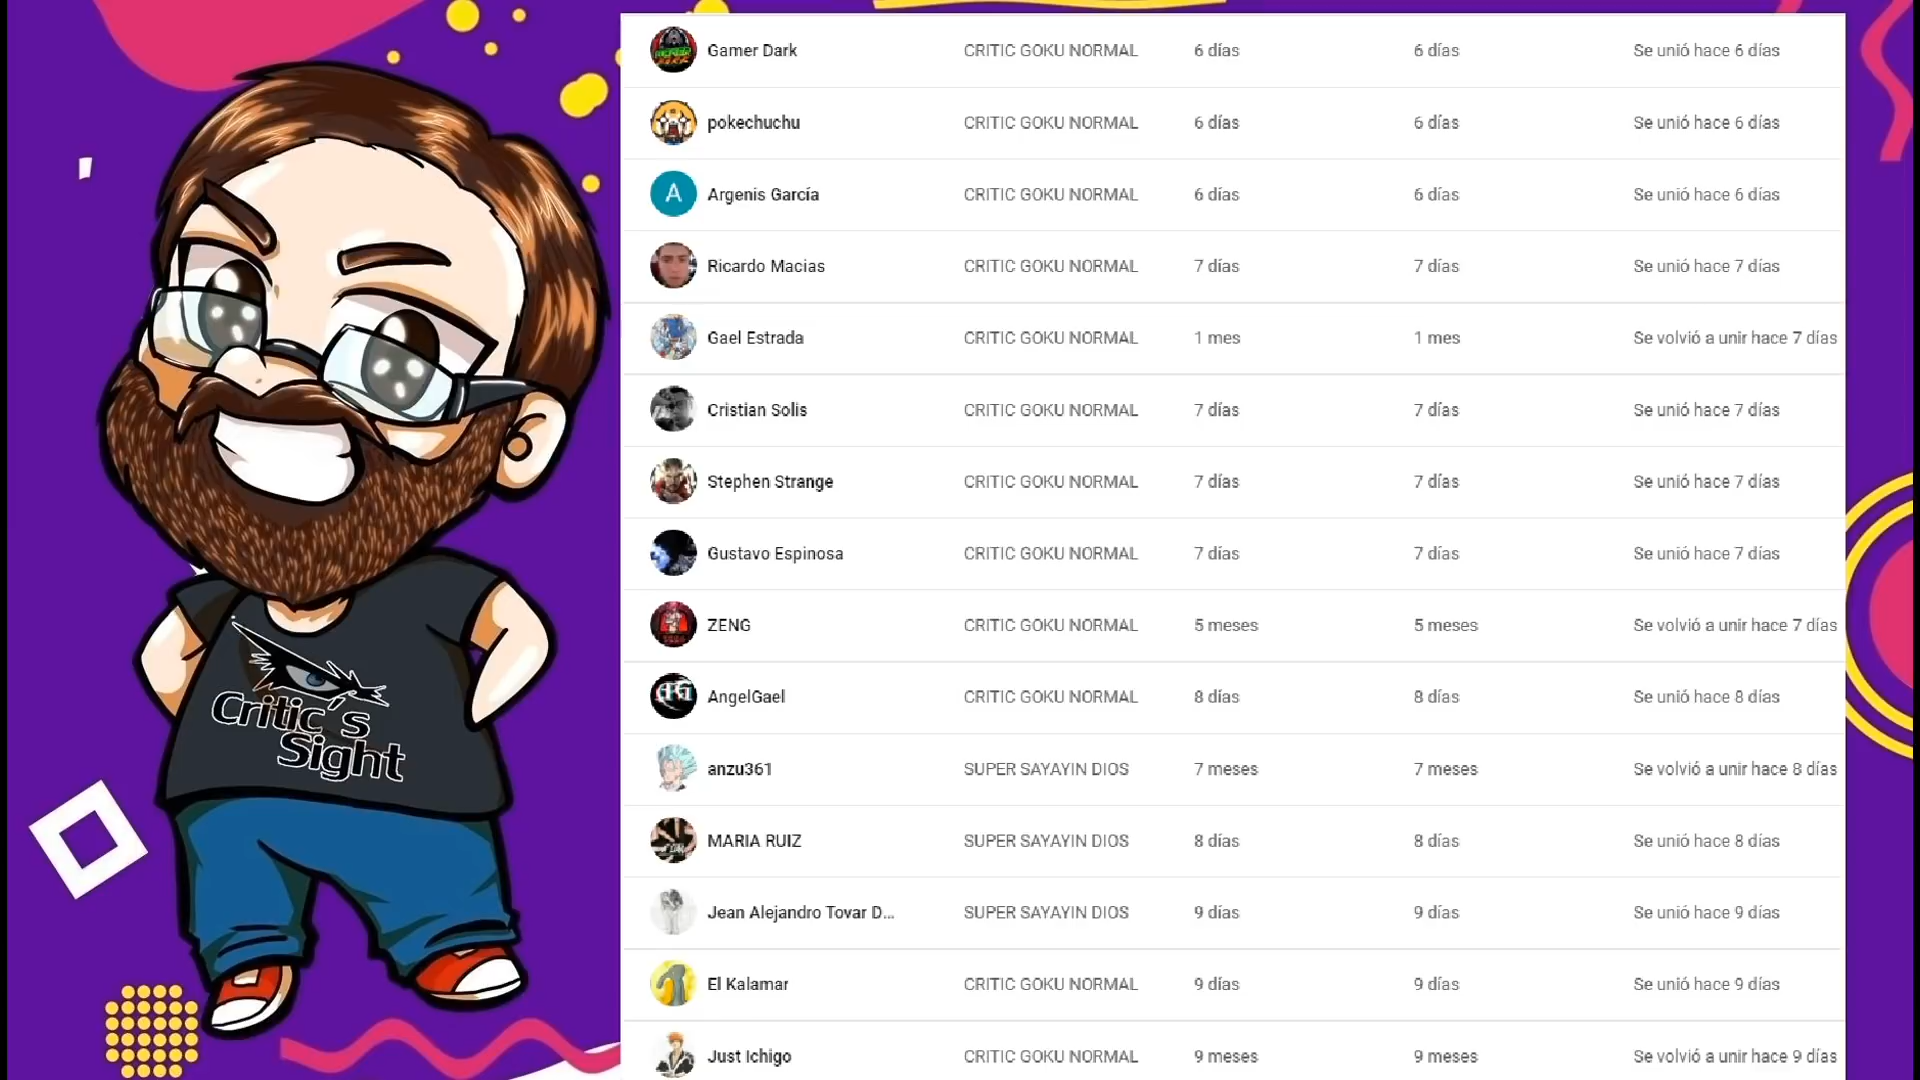 Gamer Dark CRITIC GOKU NORMAL 6 días 6 días Se unió hace 6 días
pokechuchu CRITIC GOKU NORMAL 6 días 6 días Se unió hace 6 días
A Argenis García CRITIC GOKU NORMAL 6 días 6 días Se unió hace 6 días
Ricardo Macias CRITIC GOKU NORMAL 7 días 7 días Se unió hace 7 días
Gael Estrada CRITIC GOKU NORMAL 1 mes 1 mes Se volvió a unir hace 7 días
Cristian Solis CRITIC GOKU NORMAL 7 días 7 días Se unió hace 7 días
Stephen Strange CRITIC GOKU NORMAL 7 días 7 días Se unió hace 7 días
Gustavo Espinosa CRITIC GOKU NORMAL 7 días 7 días Se unió hace 7 días
ZENG CRITIC GOKU NORMAL 5 meses 5 meses Se volvió a unir hace 7 días
AngelGael CRITIC GOKU NORMAL 8 días 8 días Se unió hace 8 días
anzu361 SUPER SAYAYIN DIOS 7 meses 7 meses Se volvió a unir hace 8 días
MARIA RUIZ SUPER SAYAYIN DIOS 8 días 8 días Se unió hace 8 días
Jean Alejandro Tovar D... SUPER SAYAYIN DIOS 9 días 9 días Se unió hace 9 días
El Kalamar CRITIC GOKU NORMAL 9 días 9 días Se unió hace 9 días
Just Ichigo CRITIC GOKU NORMAL 9 meses 9 meses Se volvió a unir hace 9 días
Critic's
Sight